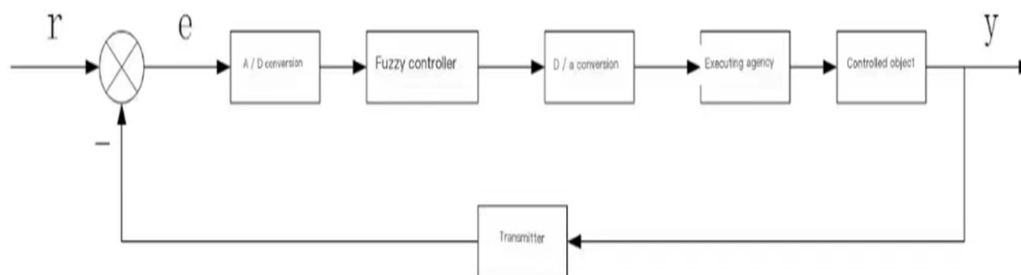 r
e
y
A / D conversion
Fuzzy controller
D / a conversion
Executing agency
Controlled object
−
Transmitter